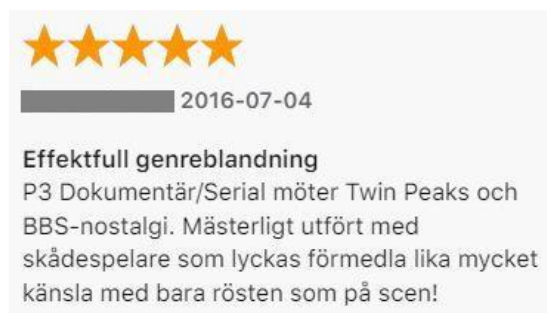 2016-07-04
Effektfull genreblandning
P3 Dokumentär/Serial möter Twin Peaks och
BBS-nostalgi. Mästerligt utfört med
skådespelare som lyckas förmedla lika mycket
känsla med bara rösten som på scen!